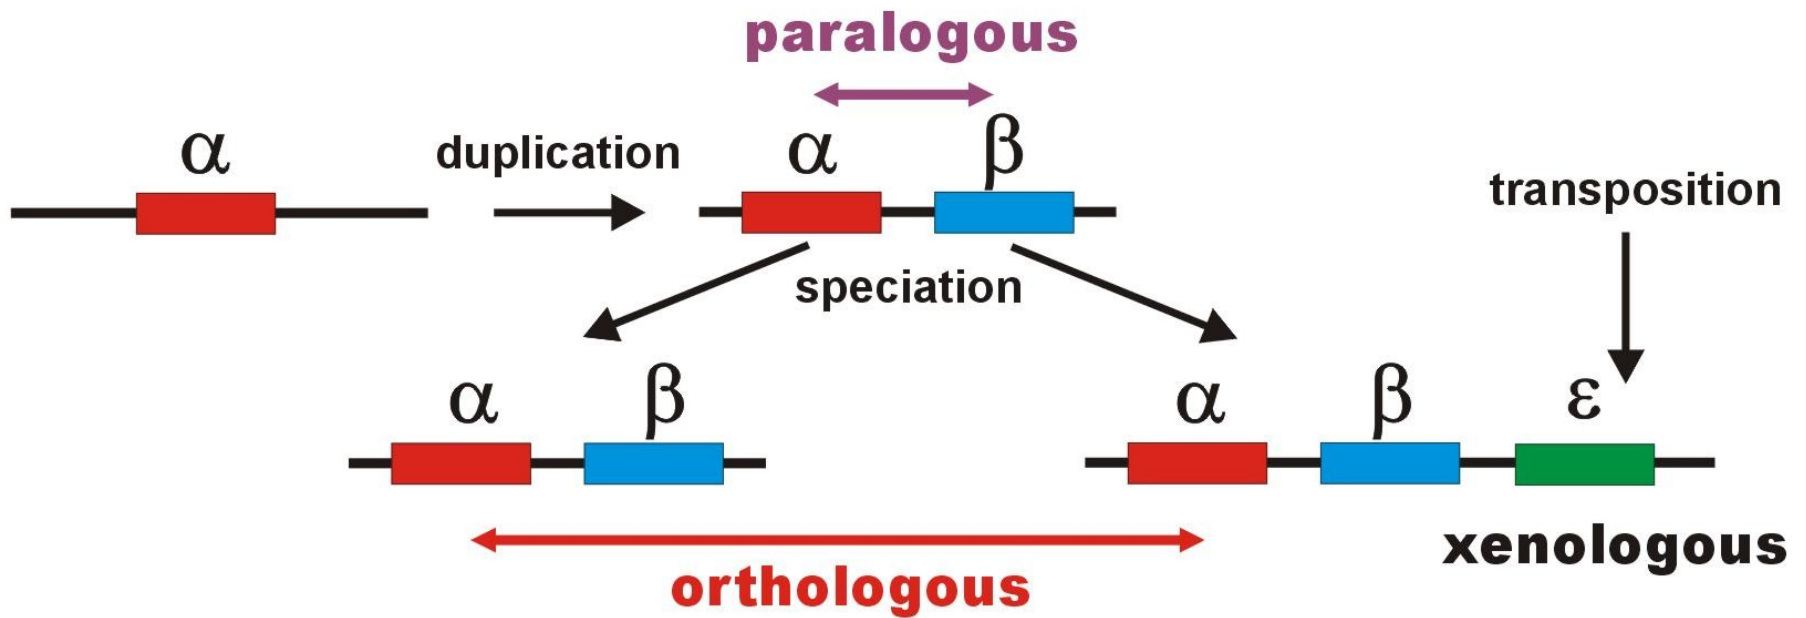 paralogous
α
duplication
α
β
transposition
speciation
α
β
α
β
ε
xenologous
orthologous